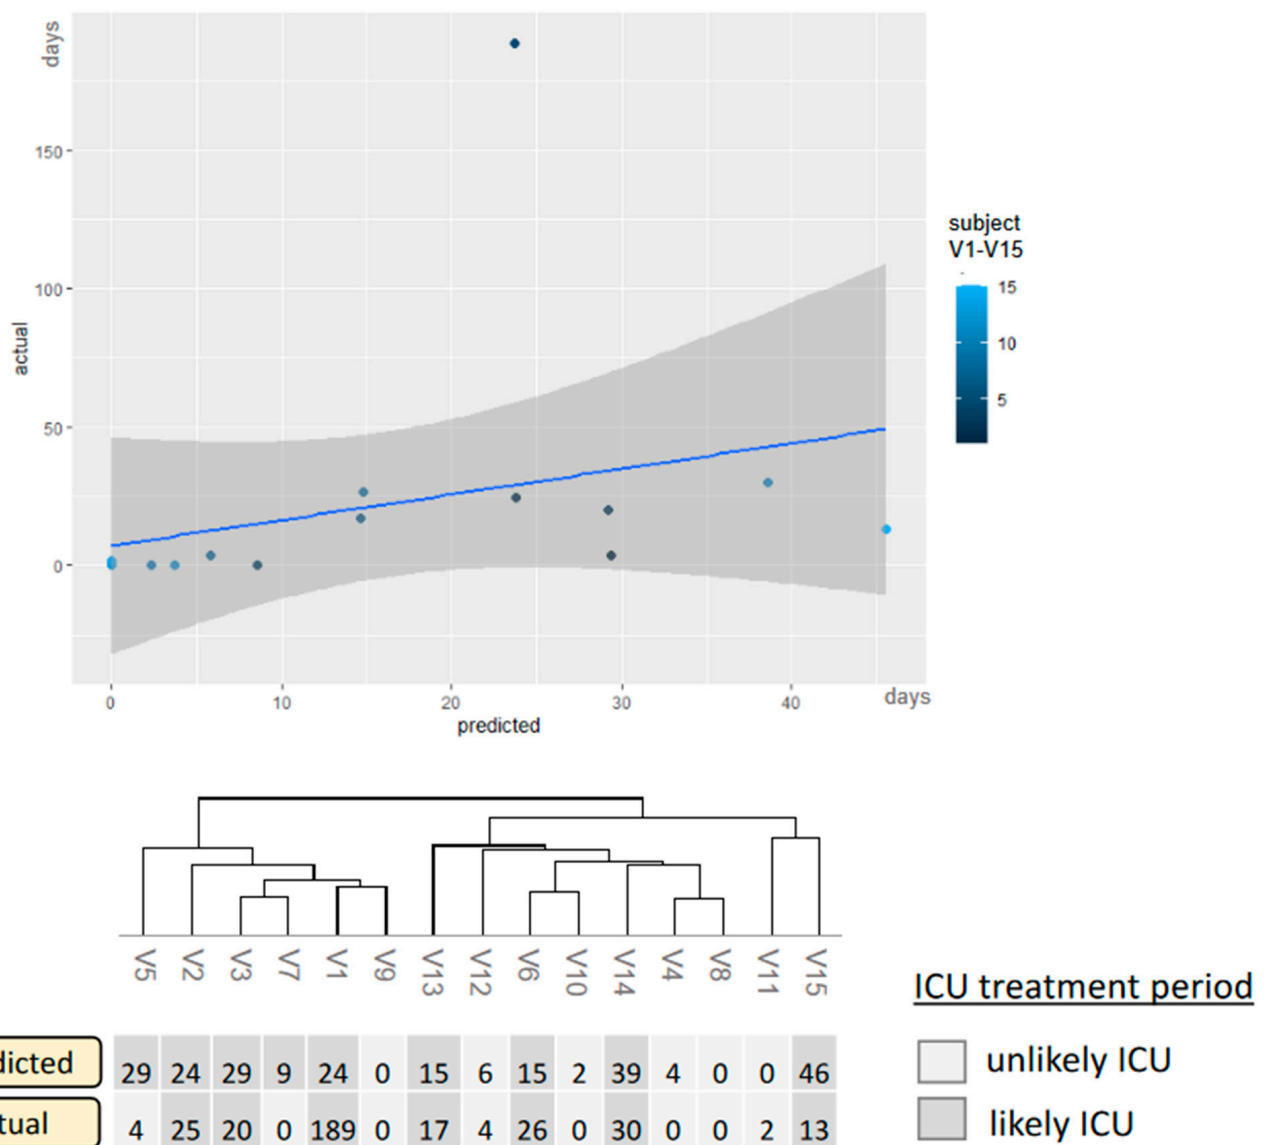 days
150
100
50
0
actual
0 10 20 30 40 days
predicted
subject
V1-V15
15
10
5
V5 V2 V3 V7 V1 V9 V13 V12 V6 V10 V14 V4 V8 V11 V15
ICU treatment period
unlikely ICU
likely ICU
dicted 29 24 29 9 24 0 15 6 15 2 39 4 0 0 46
tual 4 25 20 0 189 0 17 4 26 0 30 0 0 2 13